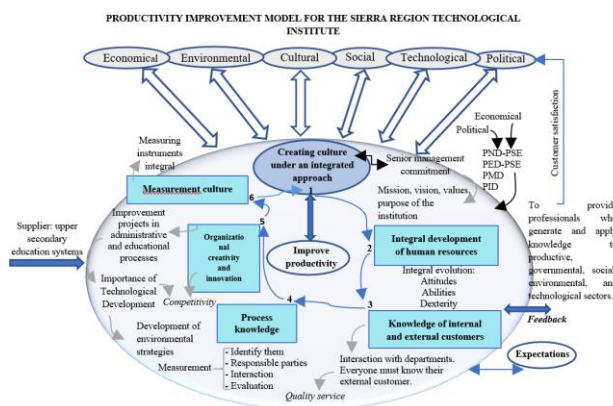 PRODUCTIVITY IMPROVEMENT MODEL FOR THE SIERRA REGION TECHNOLOGICAL
INSTITUTE
Economical
Environmental
Cultural
Social
Technological
Political
Customer satisfaction
Economical
Political
PND-PSE
PED-PSE
PMD
PID
Measuring
instruments
integral
Creating culture
under an integrated
approach
1
Senior management
commitment
Mission, vision, values,
purpose of the
institution
Measurement culture
6
Supplier: upper
secondary
education systems
Improvement
projects in
administrative and
educational
processes
5
Organizatio
nal
creativity
and
innovation
Improve
productivity
2
Integral development
of human resources
To provide
professionals who
generate and apply
knowledge to
productive,
governmental, social,
environmental, and
technological sectors.
Integral evolution:
Attitudes
Abilities
Dexterity
Importance of
Technological
Development
Competitivity
4
3
Process
knowledge
Knowledge of internal
and external customers
Feedback
Development of
environmental
strategies
Measurement
- Identify them
- Responsible parties
- Interaction
- Evaluation
Interaction with departments.
Everyone must know their
external customer.
Quality service
Expectations